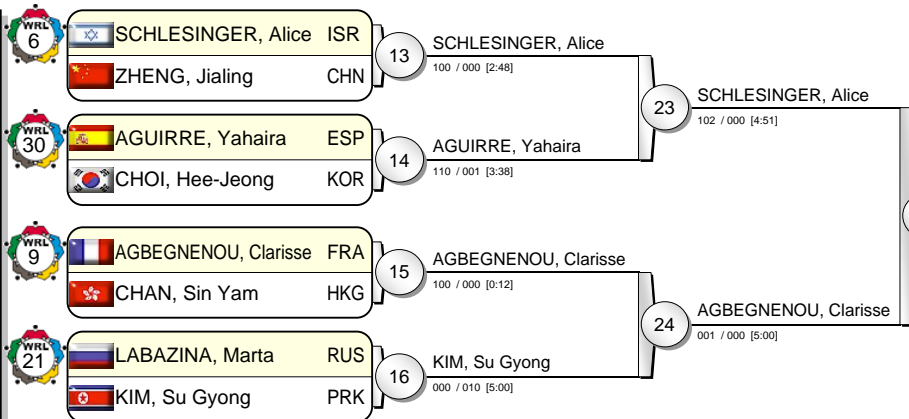 WRL
6
SCHLESINGER, Alice ISR
ZHENG, Jialing CHN
13
SCHLESINGER, Alice
100 / 000 [2:48]
WRL
30
AGUIRRE, Yahaira ESP
CHOI, Hee-Jeong KOR
14
AGUIRRE, Yahaira
110 / 001 [3:38]
23
SCHLESINGER, Alice
102 / 000 [4:51]
WRL
9
AGBEGNENOU, Clarisse FRA
CHAN, Sin Yam HKG
15
AGBEGNENOU, Clarisse
100 / 000 [0:12]
WRL
21
LABAZINA, Marta RUS
KIM, Su Gyong PRK
16
KIM, Su Gyong
000 / 010 [5:00]
24
AGBEGNENOU, Clarisse
001 / 000 [5:00]